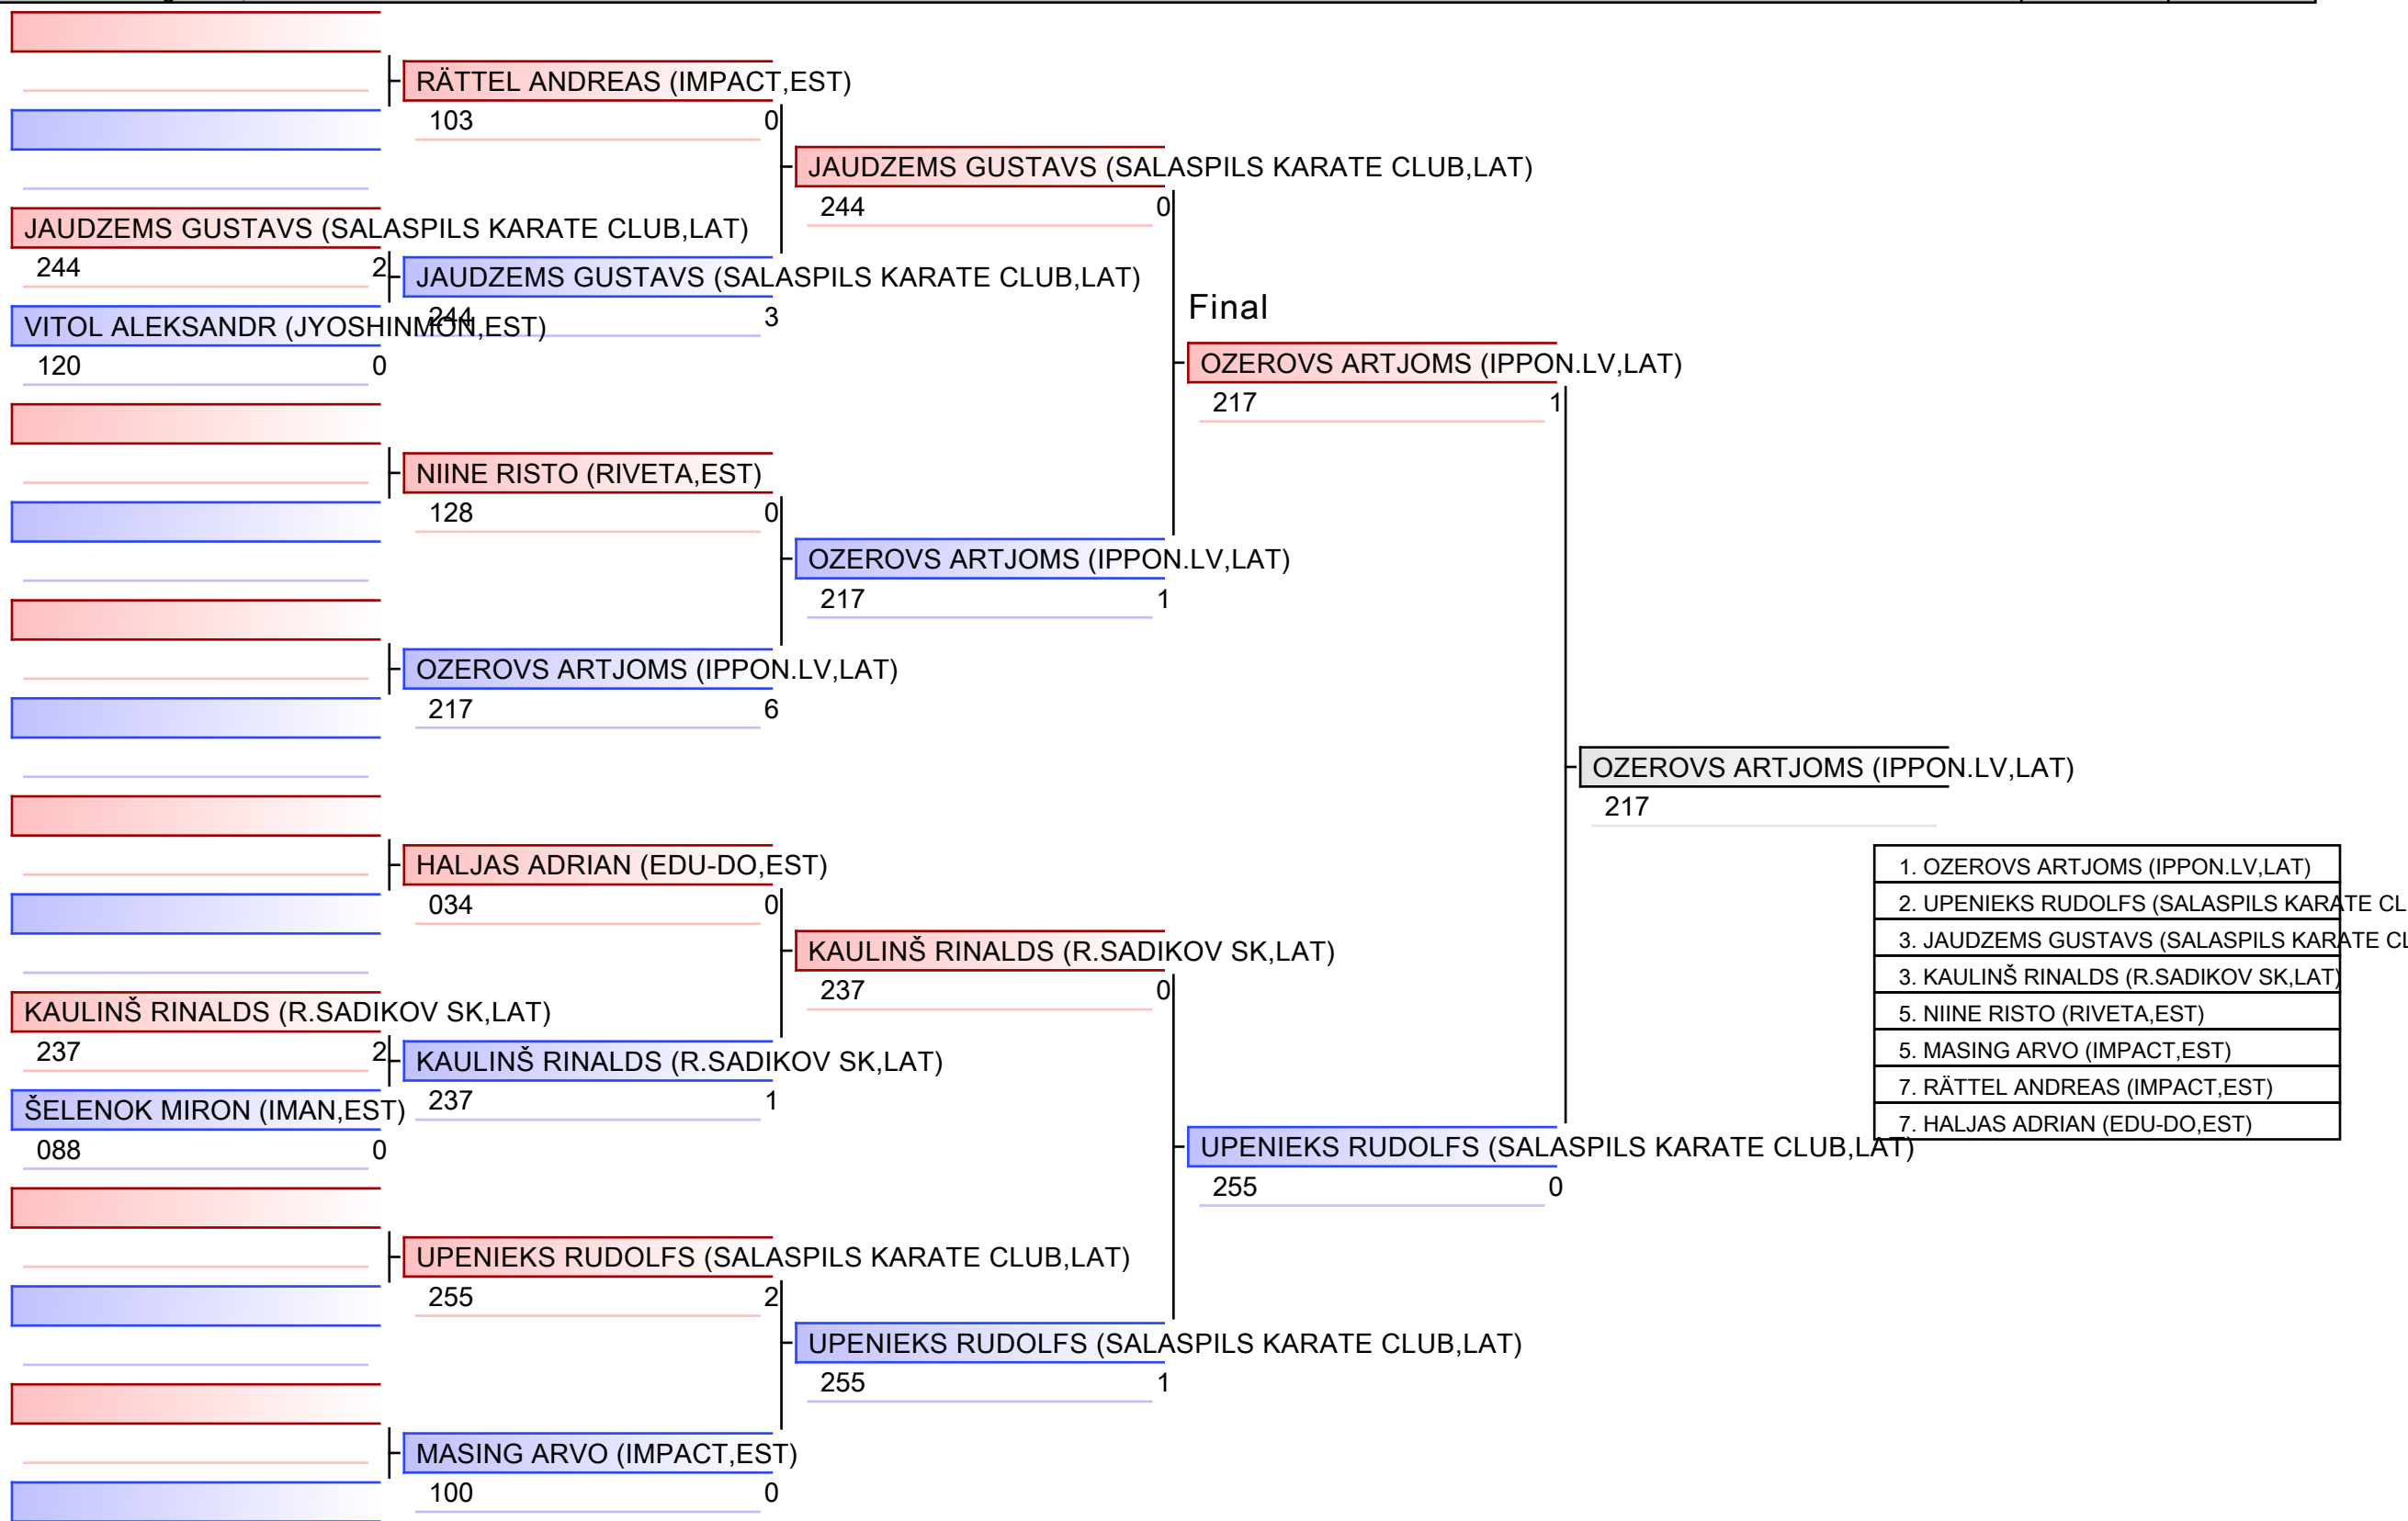 RÄTTEL ANDREAS (IMPACT,EST)
103 0
JAUDZEMS GUSTAVS (SALASPILS KARATE CLUB,LAT)
244 0
JAUDZEMS GUSTAVS (SALASPILS KARATE CLUB,LAT)
244 2
JAUDZEMS GUSTAVS (SALASPILS KARATE CLUB,LAT)
244 3
VITOL ALEKSANDR (JYOSHINMON,EST)
120 0
Final
OZEROVS ARTJOMS (IPPON.LV,LAT)
217 1
NIINE RISTO (RIVETA,EST)
128 0
OZEROVS ARTJOMS (IPPON.LV,LAT)
217 1
OZEROVS ARTJOMS (IPPON.LV,LAT)
217 6
OZEROVS ARTJOMS (IPPON.LV,LAT)
217
HALJAS ADRIAN (EDU-DO,EST)
034 0
KAULINŠ RINALDS (R.SADIKOV SK,LAT)
237 0
KAULINŠ RINALDS (R.SADIKOV SK,LAT)
237 2
KAULINŠ RINALDS (R.SADIKOV SK,LAT)
237 1
ŠELENOK MIRON (IMAN,EST)
088 0
UPENIEKS RUDOLFS (SALASPILS KARATE CLUB,LAT)
255 0
UPENIEKS RUDOLFS (SALASPILS KARATE CLUB,LAT)
255 2
UPENIEKS RUDOLFS (SALASPILS KARATE CLUB,LAT)
255 1
MASING ARVO (IMPACT,EST)
100 0
1. OZEROVS ARTJOMS (IPPON.LV,LAT)
2. UPENIEKS RUDOLFS (SALASPILS KARATE CL
3. JAUDZEMS GUSTAVS (SALASPILS KARATE CL
3. KAULINŠ RINALDS (R.SADIKOV SK,LAT)
5. NIINE RISTO (RIVETA,EST)
5. MASING ARVO (IMPACT,EST)
7. RÄTTEL ANDREAS (IMPACT,EST)
7. HALJAS ADRIAN (EDU-DO,EST)